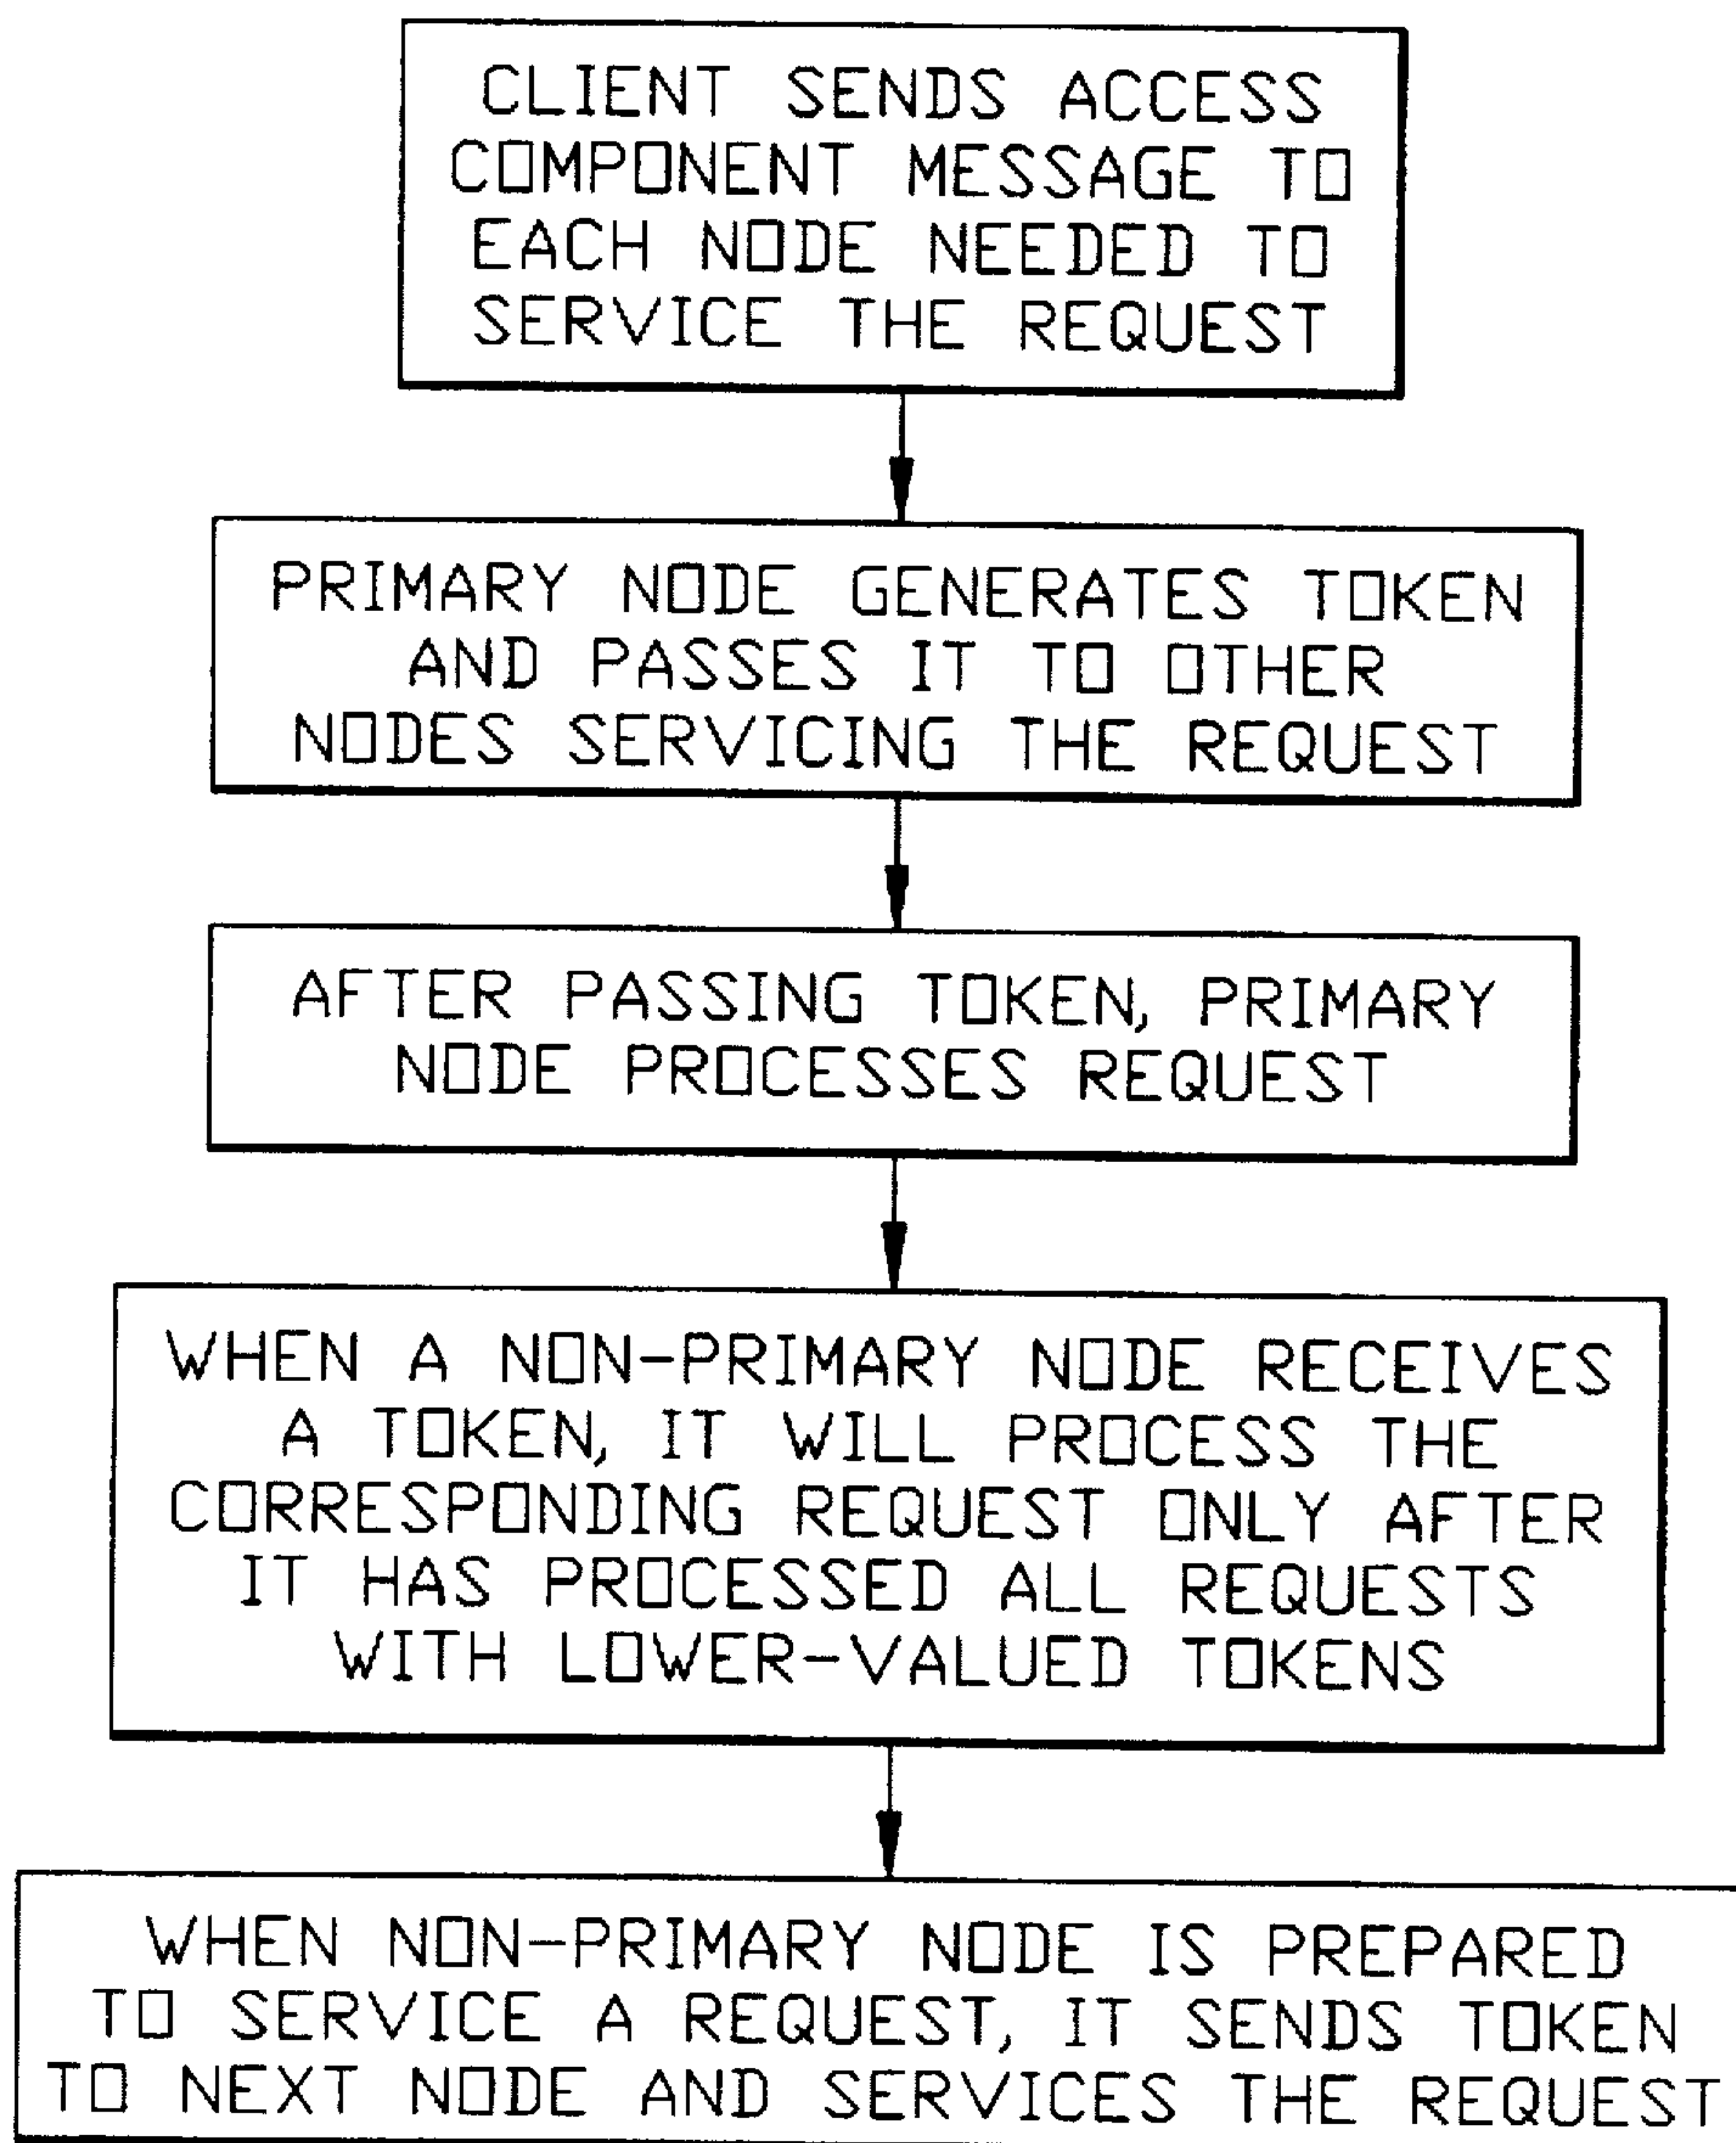 CLIENT SENDS ACCESS
COMPONENT MESSAGE TO
EACH NODE NEEDED TO
SERVICE THE REQUEST
PRIMARY NODE GENERATES TOKEN
AND PASSES IT TO OTHER
NODES SERVICING THE REQUEST
AFTER PASSING TOKEN, PRIMARY
NODE PROCESSES REQUEST
WHEN A NON-PRIMARY NODE RECEIVES
A TOKEN, IT WILL PROCESS THE
CORRESPONDING REQUEST ONLY AFTER
IT HAS PROCESSED ALL REQUESTS
WITH LOWER-VALUED TOKENS
WHEN NON-PRIMARY NODE IS PREPARED
TO SERVICE A REQUEST, IT SENDS TOKEN
TO NEXT NODE AND SERVICES THE REQUEST